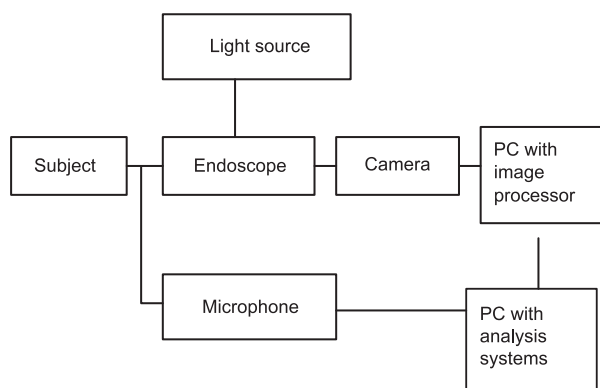 Light source
Subject
Endoscope
Camera
PC with
image
processor
Microphone
PC with
analysis
systems